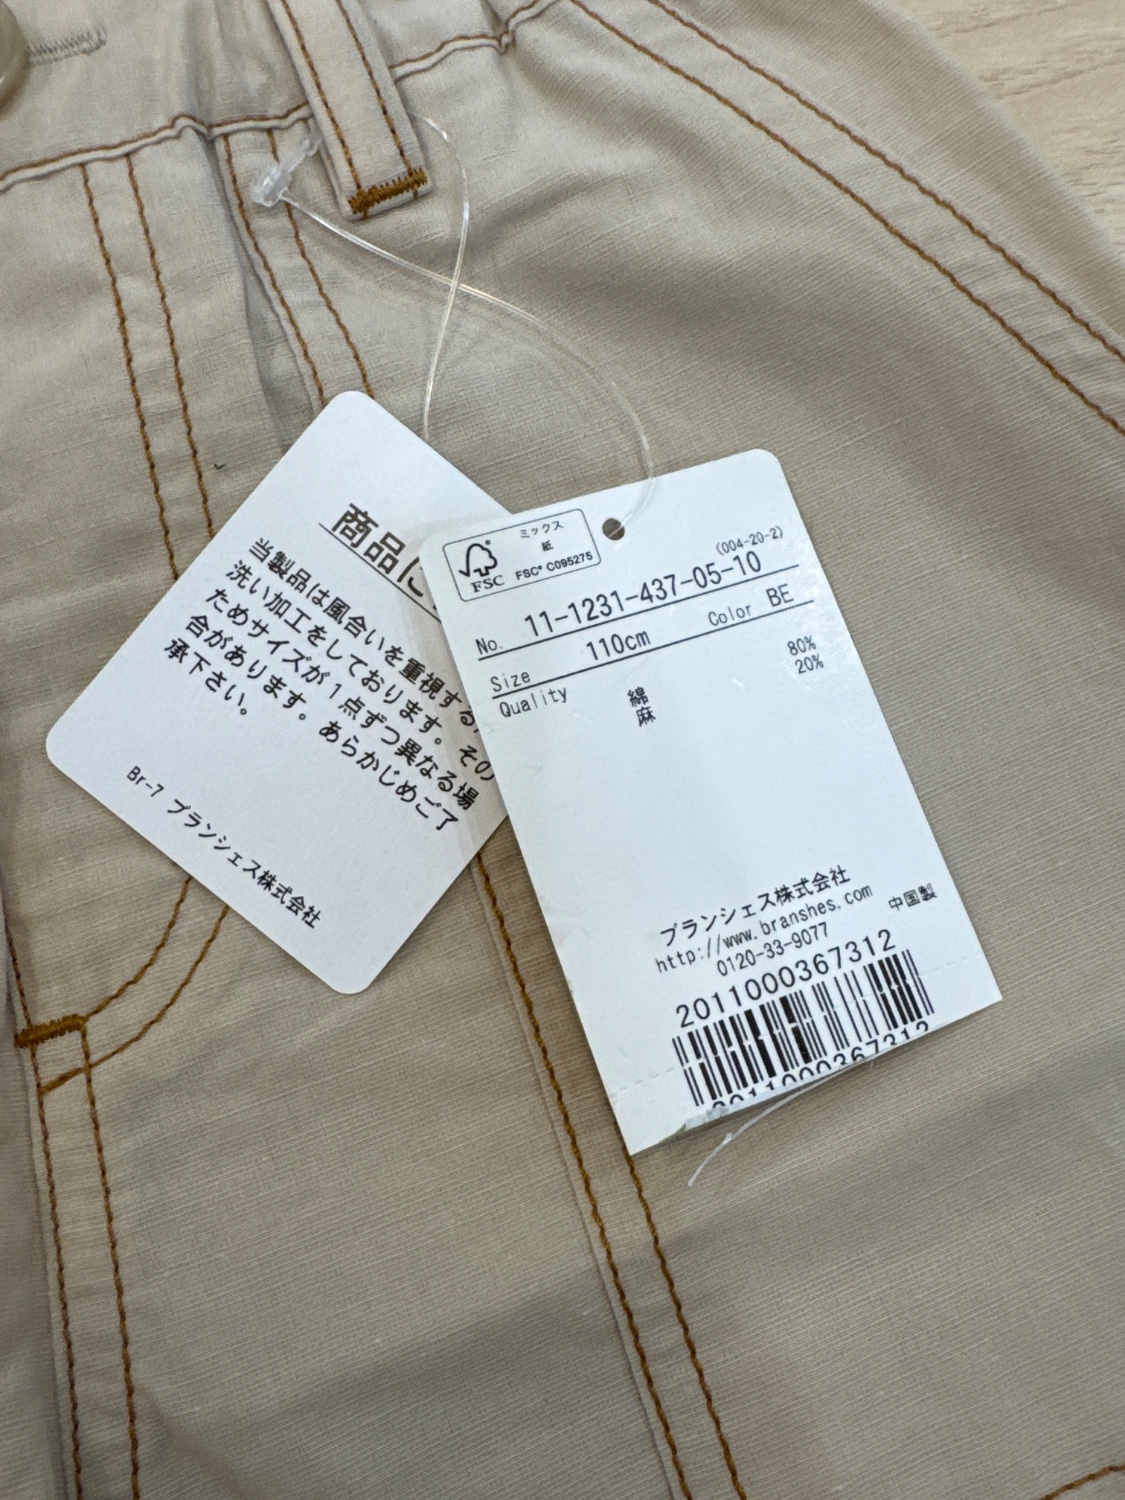 商品に
当製品は風合いを重視する
洗い加工をしております。その
ためサイズが1点ずつ異なる場
合があります。あらかじめご了
承下さい。
Br-7 ブランシェス株式会社
FSC
ミックス
紙
FSC® C095275
(004-20-2)
No. 11-1231-437-05-10
Size 110cm Color BE
Quality 綿 80%
麻 20%
ブランシェス株式会社
http://www.branshes.com 中国製
0120-33-9077
2011000367312
2011000367312